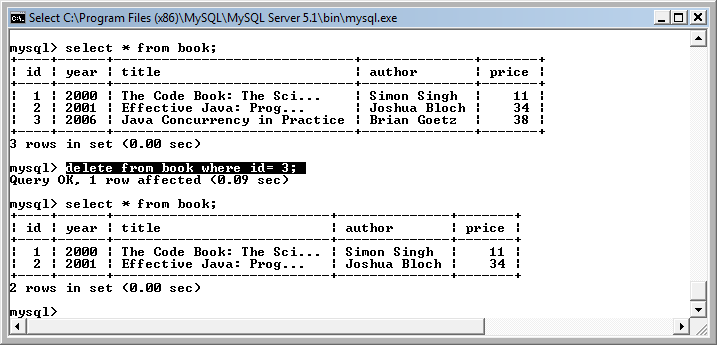 Select C:\Program Files (x86)\MySQL\MySQL Server 5.1\bin\mysql.exe
mysql> select * from book;
+----+------+------------------------------+--------------+-------+
| id | year | title                        | author       | price |
+----+------+------------------------------+--------------+-------+
|  1 | 2000 | The Code Book: The Sci...    | Simon Singh  |    11 |
|  2 | 2001 | Effective Java: Prog...      | Joshua Bloch |    34 |
|  3 | 2006 | Java Concurrency in Practice | Brian Goetz  |    38 |
+----+------+------------------------------+--------------+-------+
3 rows in set (0.00 sec)
mysql> delete from book where id= 3;
Query OK, 1 row affected (0.09 sec)
mysql> select * from book;
+----+------+---------------------------+--------------+-------+
| id | year | title                     | author       | price |
+----+------+---------------------------+--------------+-------+
|  1 | 2000 | The Code Book: The Sci... | Simon Singh  |    11 |
|  2 | 2001 | Effective Java: Prog...   | Joshua Bloch |    34 |
+----+------+---------------------------+--------------+-------+
2 rows in set (0.00 sec)
mysql>